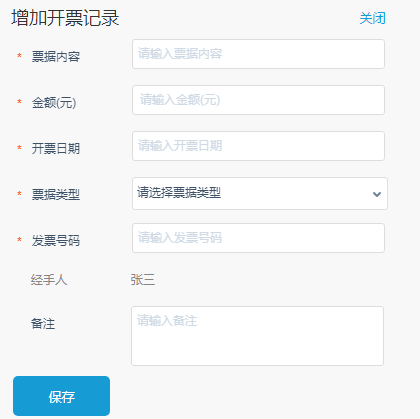 增加开票记录 关闭
* 票据内容 请输入票据内容
* 金额(元) 请输入金额(元)
* 开票日期 请输入开票日期
* 票据类型 请选择票据类型
* 发票号码 请输入发票号码
经手人 张三
备注 请输入备注
保存